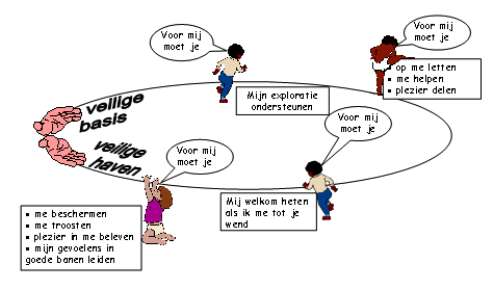 Voor mij
moet je
Voor mij
moet je
op me letten
me helpen
plezier delen
Mijn exploratie
ondersteunen
veilige
basis
veilige
haven
Voor mij
moet je
Voor mij
moet je
Mij welkom heten
als ik me tot je
wend
▪ me beschermen
▪ me troosten
▪ plezier in me beleven
▪ mijn gevoelens in
goede banen leiden